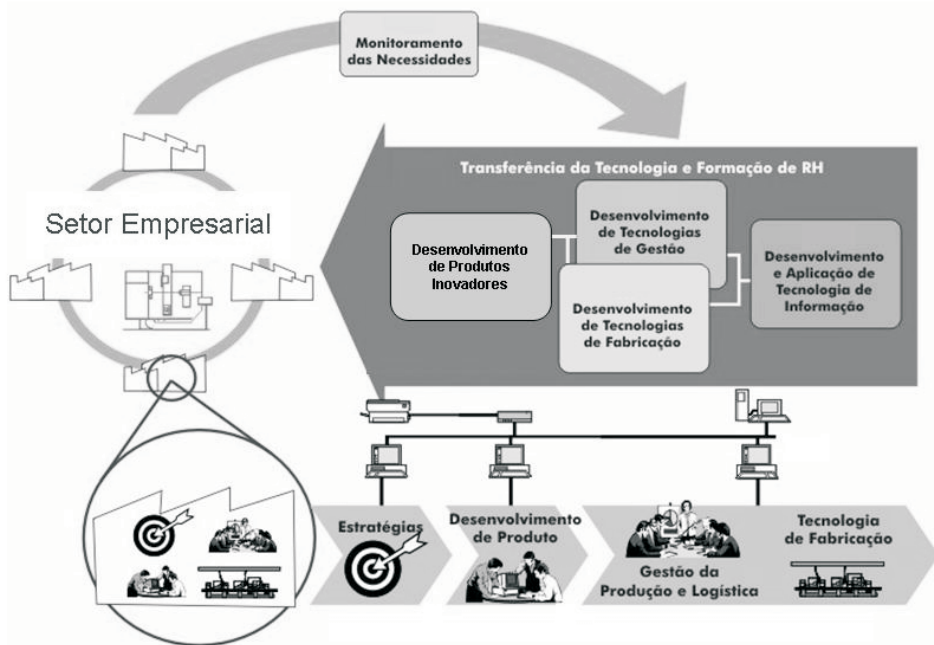 Monitoramento
das Necessidades
Transferência da Tecnologia e Formação de RH
Setor Empresarial
Desenvolvimento
de Produtos
Inovadores
Desenvolvimento
de Tecnologias
de Gestão
Desenvolvimento
de Tecnologias
de Fabricação
Desenvolvimento
e Aplicação de
Tecnologia de
Informação
Estratégias
Desenvolvimento
de Produto
Gestão da
Produção e Logística
Tecnologia
de Fabricação